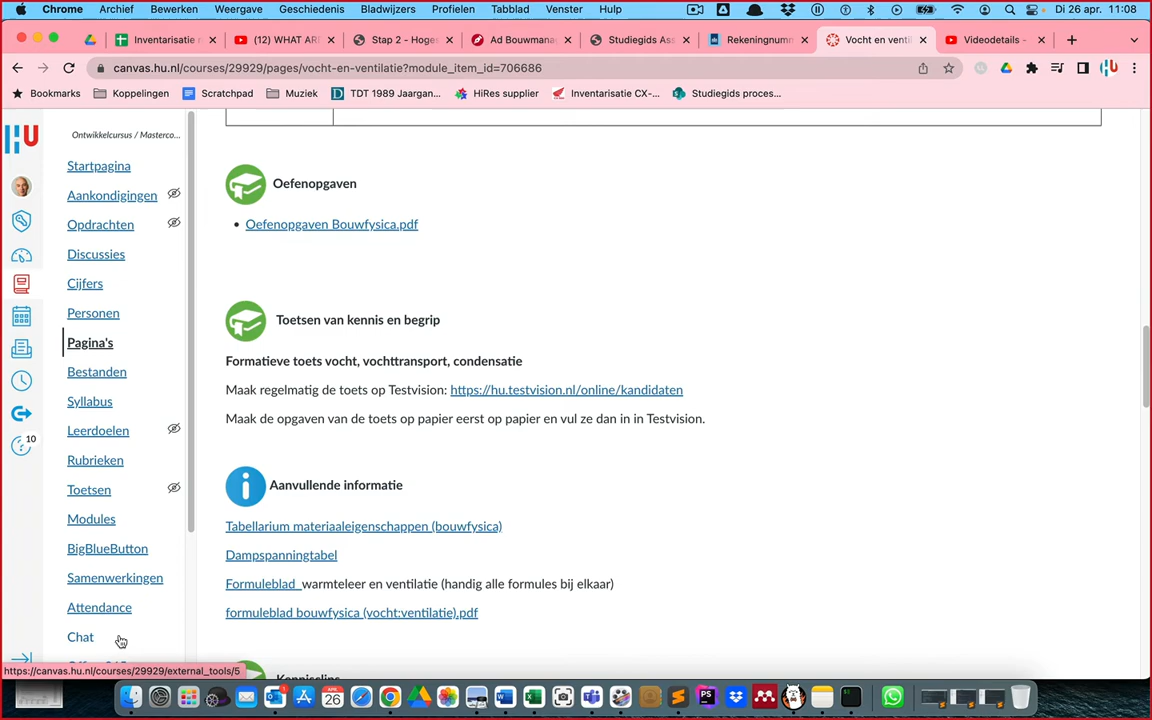 Chrome Archief Bewerken Weergave Geschiedenis Bladwijzers Profielen Tabblad Venster Hulp Di 26 apr. 11:08
Inventarisatie r (12) WHAT ARE Stap 2 - Hoges Ad Bouwmana Studiegids Ass Rekeningnumm Vocht en ventil Videodetails -
canvas.hu.nl/courses/29929/pages/vocht-en-ventilatie?module_item_id=706686
Bookmarks Koppelingen Scratchpad Muziek TDT 1989 Jaargan... HiRes supplier Inventarisatie CX-... Studiegids proces...
Ontwikkelcursus / Masterco...
Startpagina
Aankondigingen
Opdrachten
Discussies
Cijfers
Personen
Pagina's
Bestanden
Syllabus
Leerdoelen
Rubrieken
Toetsen
Modules
BigBlueButton
Samenwerkingen
Attendance
Chat
10
https://canvas.hu.nl/courses/29929/external_tools/5
Oefenopgaven
• Oefenopgaven Bouwfysica.pdf
Toetsen van kennis en begrip
Formatieve toets vocht, vochttransport, condensatie
Maak regelmatig de toets op Testvision: https://hu.testvision.nl/online/kandidaten
Maak de opgaven van de toets op papier eerst op papier en vul ze dan in in Testvision.
Aanvullende informatie
Tabellarium materiaaleigenschappen (bouwfysica)
Dampspanningtabel
Formuleblad warmteleer en ventilatie (handig alle formules bij elkaar)
formuleblad bouwfysica (vocht:ventilatie).pdf
Kennisclips